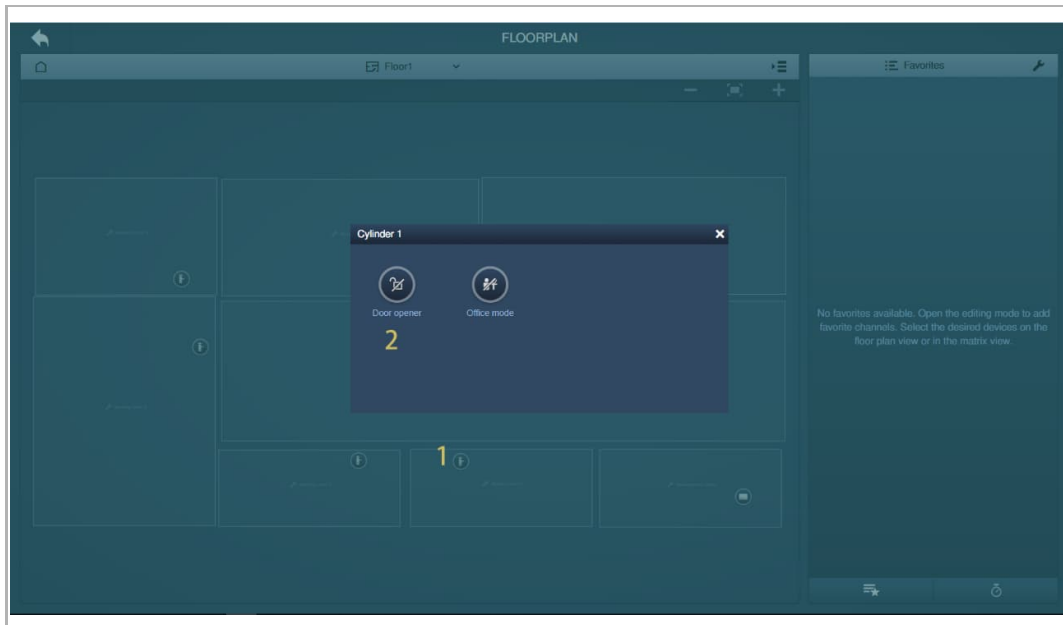 FLOORPLAN
Floor1
Favorites
Cylinder 1
Door opener
Office mode
2
1
No favorites available. Open the editing mode to add
favorite channels. Select the desired devices on the
floor plan view or in the matrix view.